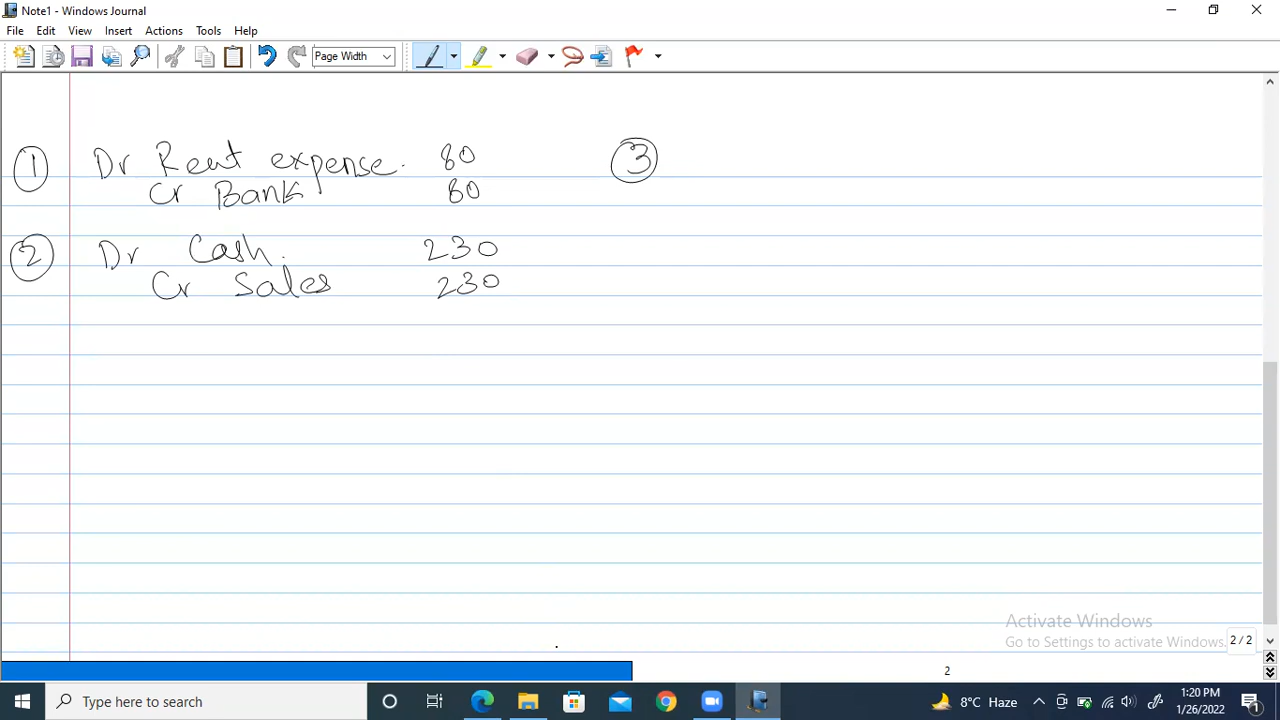 Note1 - Windows Journal
File Edit View Insert Actions Tools Help
Page Width
① Dr Rent expense. 80
Cr Bank 80
② Dr Cash. 230
Cr Sales 230
③
Activate Windows
Go to Settings to activate Windows.
2 / 2
2
Type here to search
8°C Haze
1:20 PM
1/26/2022
1